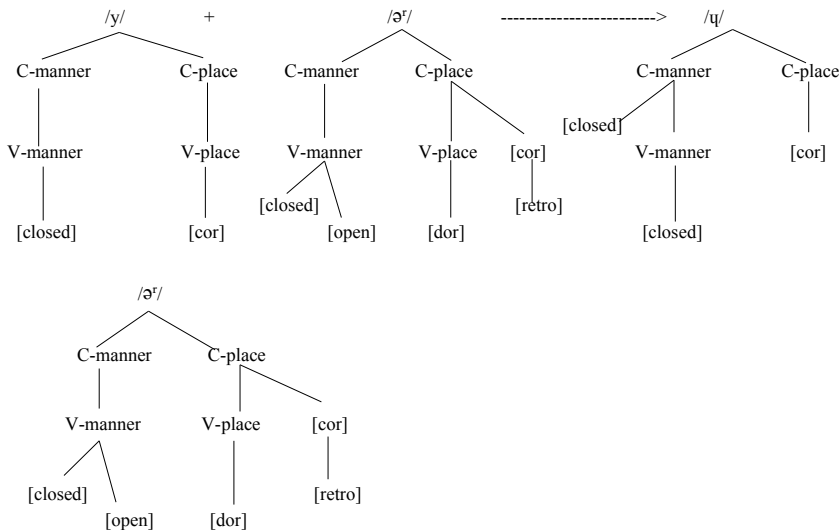 /y/ + /əʳ/ ----------------------> /ɥ/
C-manner C-place C-manner C-place C-manner C-place
[closed]
V-manner V-place V-manner V-place [cor] V-manner [cor]
[closed] [retro]
[closed] [cor] [open] [dor] [closed]
/əʳ/
C-manner C-place
V-manner V-place [cor]
[closed] [retro]
[open] [dor]